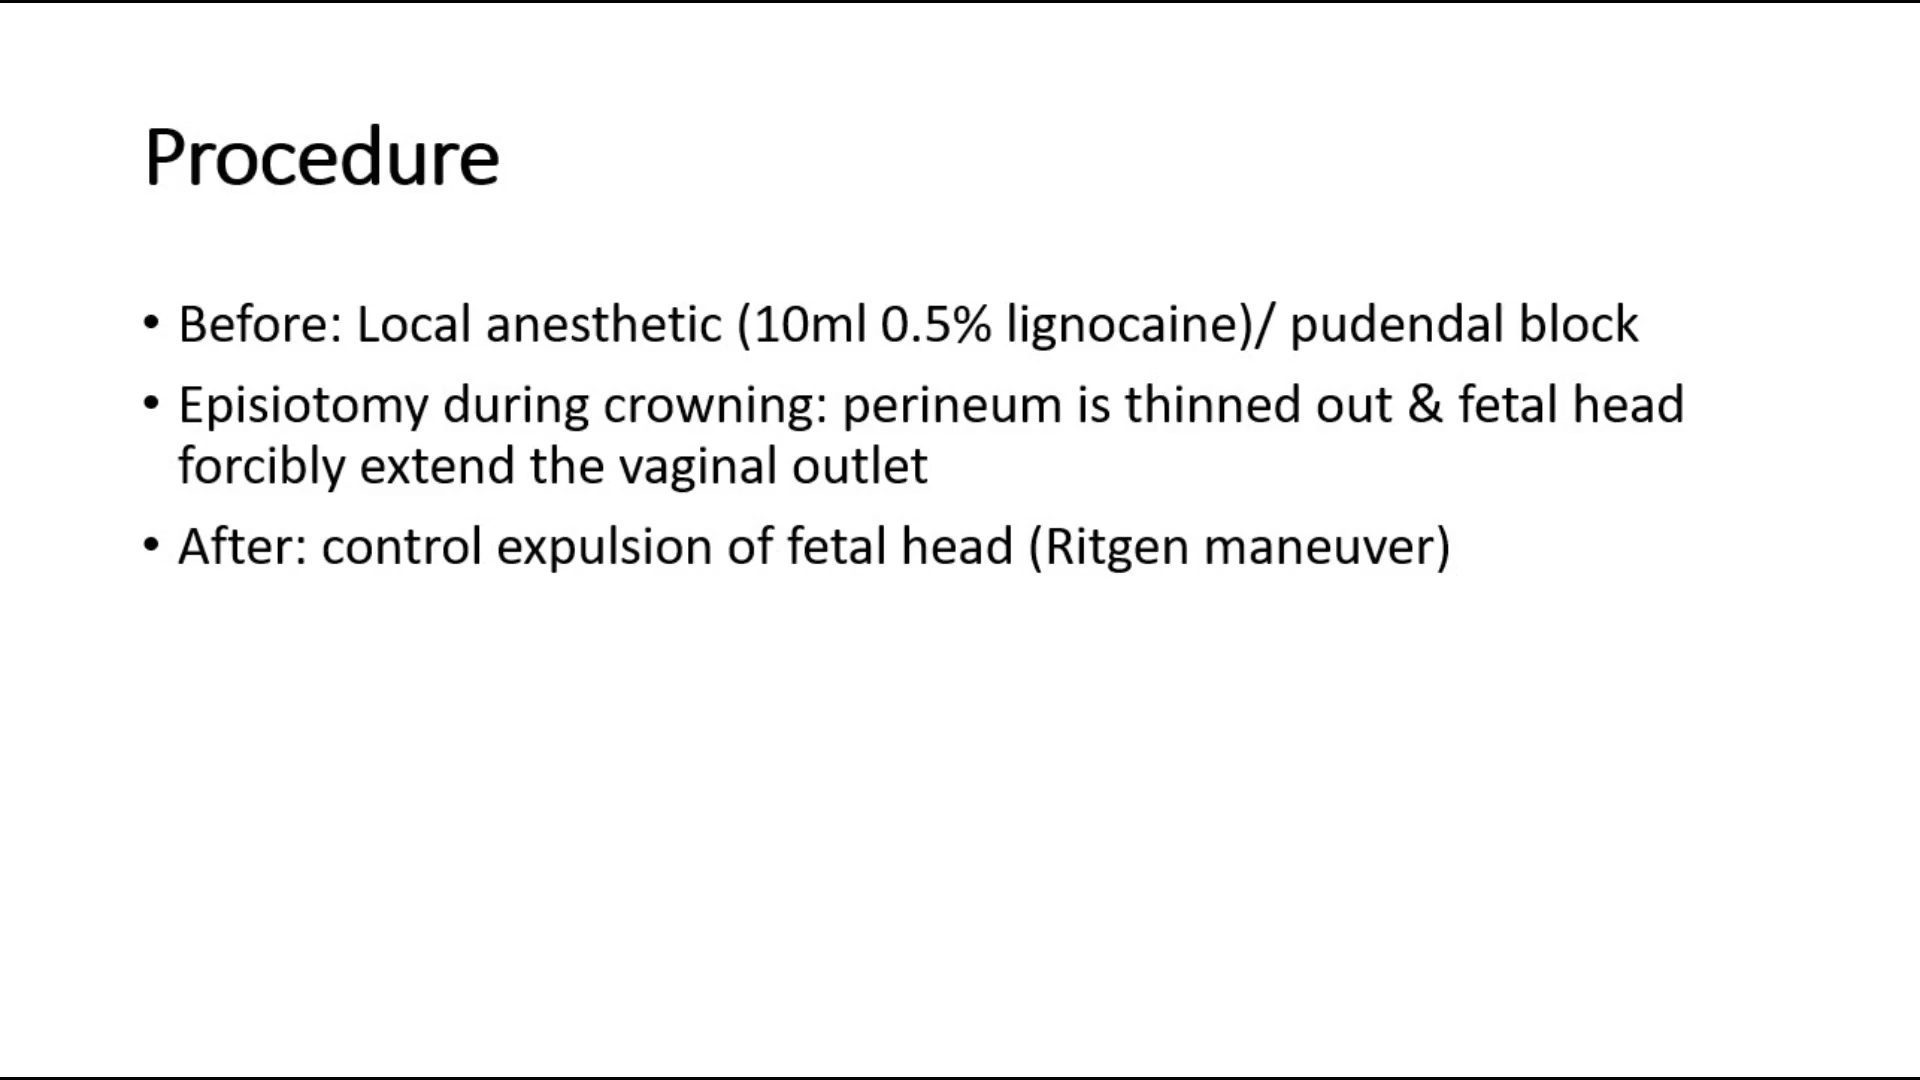 Procedure
• Before: Local anesthetic (10ml 0.5% lignocaine)/ pudendal block
• Episiotomy during crowning: perineum is thinned out & fetal head
forcibly extend the vaginal outlet
• After: control expulsion of fetal head (Ritgen maneuver)